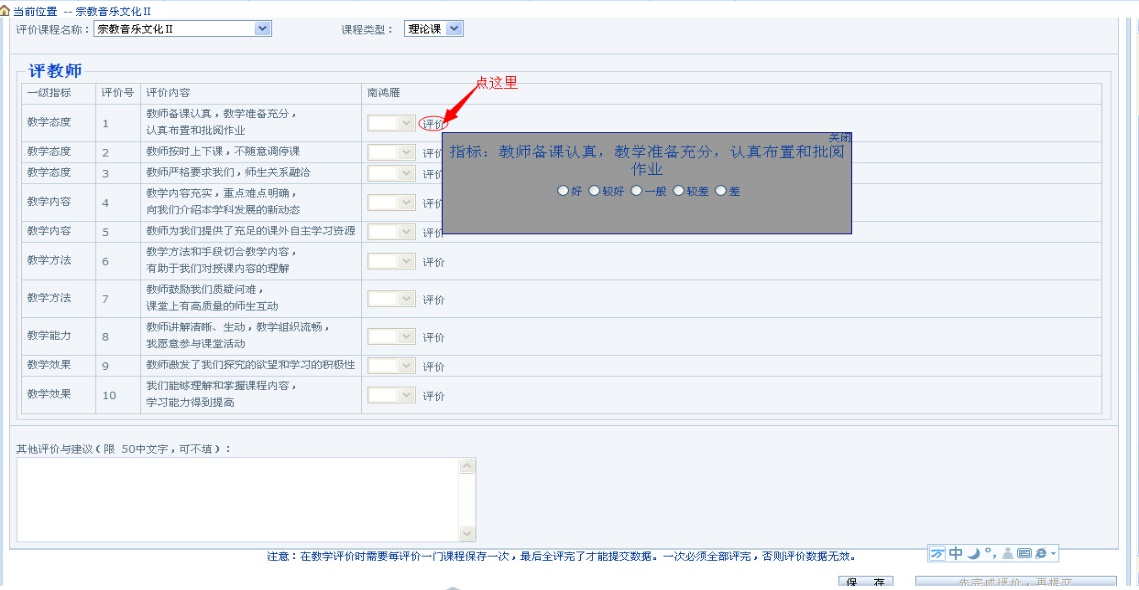 当前位置 -- 宗教音乐文化 II
评价课程名称： 宗教音乐文化 II 课程类型： 理论课
评教师
一级指标 评价号 评价内容 南鸿雁
点这里
教学态度 1 教师备课认真，教学准备充分，
认真布置和批阅作业 评价
教学态度 2 教师按时上下课，不随意调停课 评价
教学态度 3 教师严格要求我们，师生关系融洽 评价
教学内容 4 教学内容充实，重点难点明确，
向我们介绍本学科发展的新动态 评价
教学内容 5 教师为我们提供了充足的课外自主学习资源 评价
关闭
指标：教师备课认真，教学准备充分，认真布置和批阅
作业
好 较好 一般 较差 差
教学方法 6 教学方法和手段切合教学内容，
有助于我们对授课内容的理解 评价
教学方法 7 教师鼓励我们质疑问难，
课堂上有高质量的师生互动 评价
教学能力 8 教师讲解清晰、生动，教学组织流畅，
我愿意参与课堂活动 评价
教学效果 9 教师激发了我们探究的欲望和学习的积极性 评价
教学效果 10 我们能够理解和掌握课程内容，
学习能力得到提高 评价
其他评价与建议（限 50中文字，可不填）：
注意：在教学评价时需要每评价一门课程保存一次，最后全评完了才能提交数据。一次必须全部评完，否则评价数据无效。
中
保 存 先完成评价，再提交